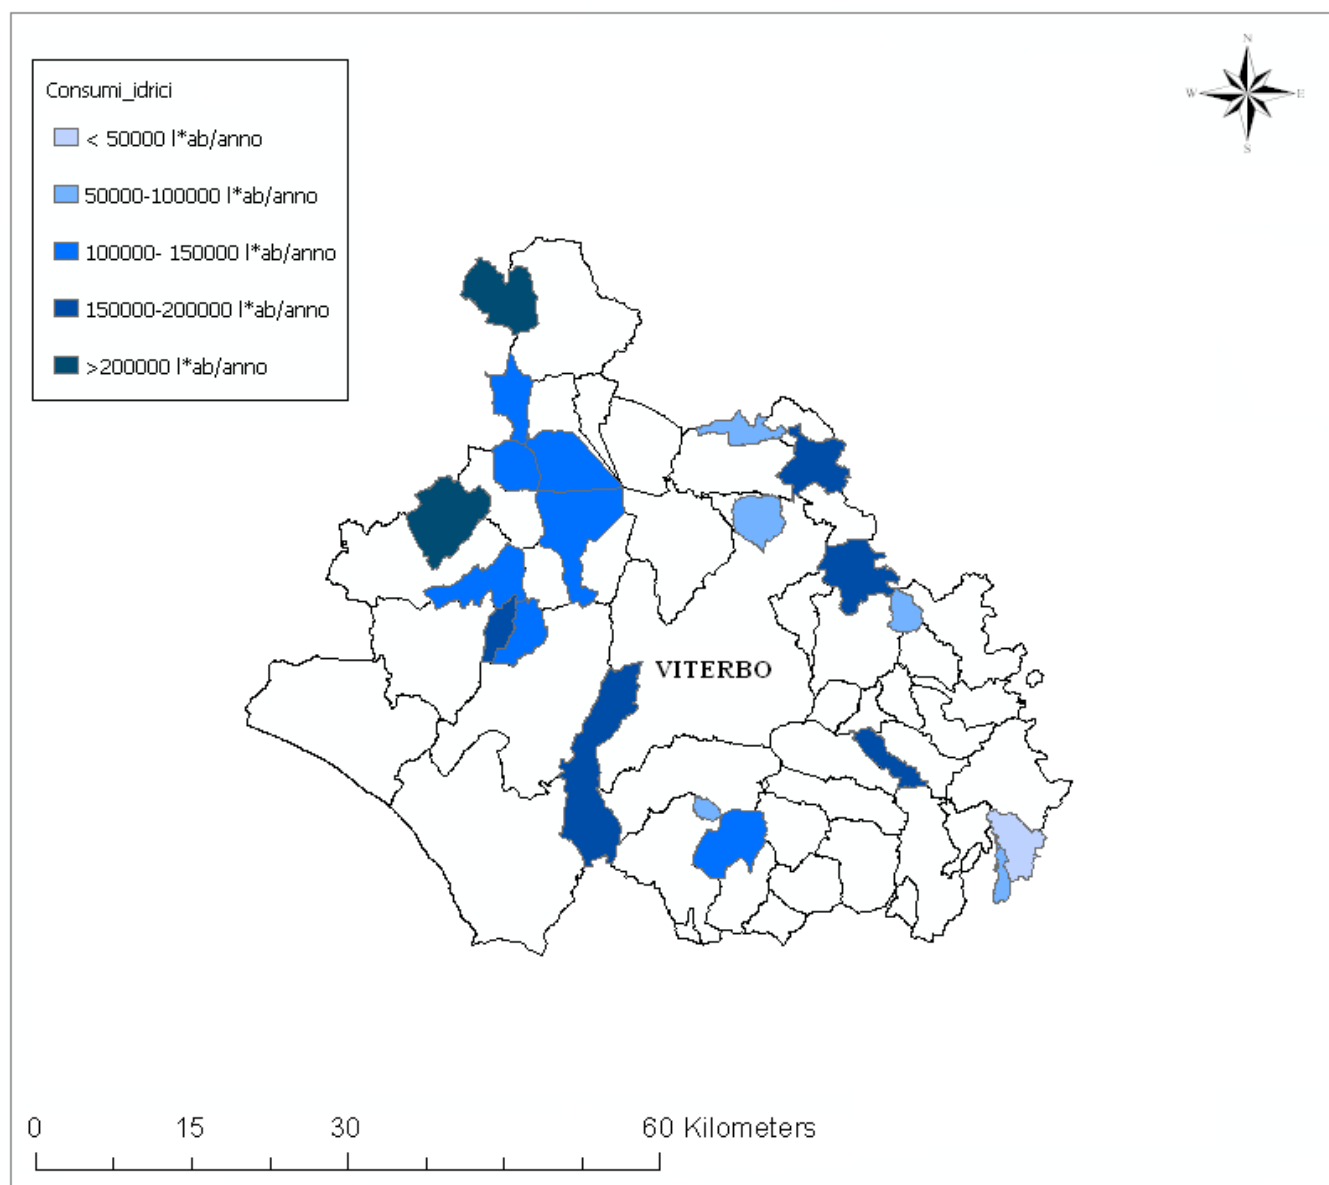 N
W
E
S
Consumi_idrici
< 50000 l*ab/anno
50000-100000 l*ab/anno
100000- 150000 l*ab/anno
150000-200000 l*ab/anno
>200000 l*ab/anno
VITERBO
0 15 30 60 Kilometers